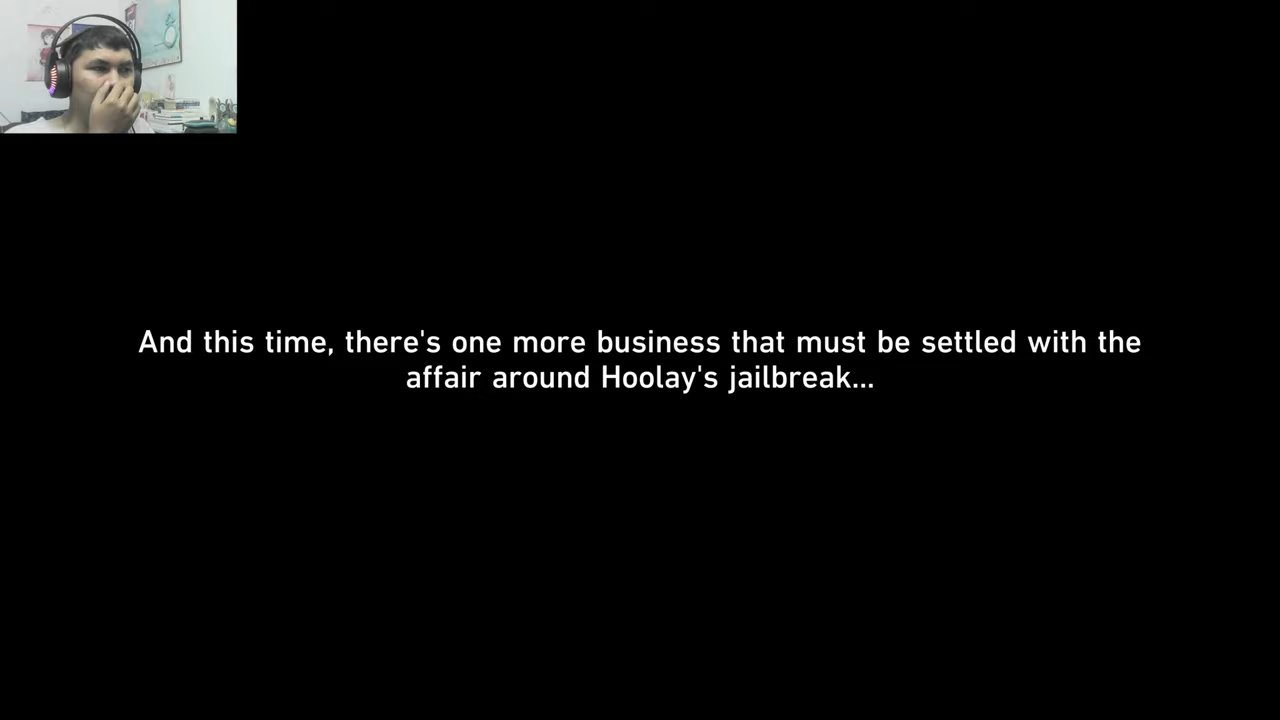 And this time, there's one more business that must be settled with the
affair around Hoolay's jailbreak...